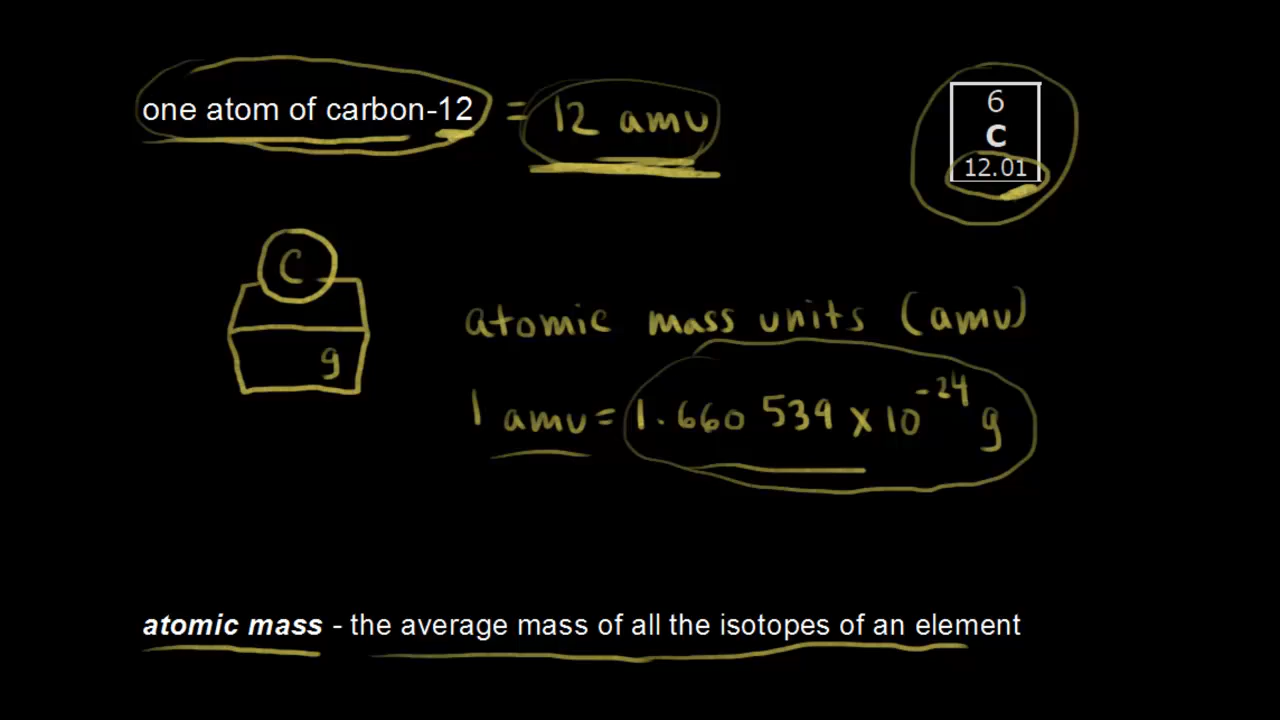 one atom of carbon-12 = 12 amu
6
C
12.01
C
g
atomic mass units (amu)
1 amu = 1.660 539 x 10⁻²⁴ g
atomic mass - the average mass of all the isotopes of an element